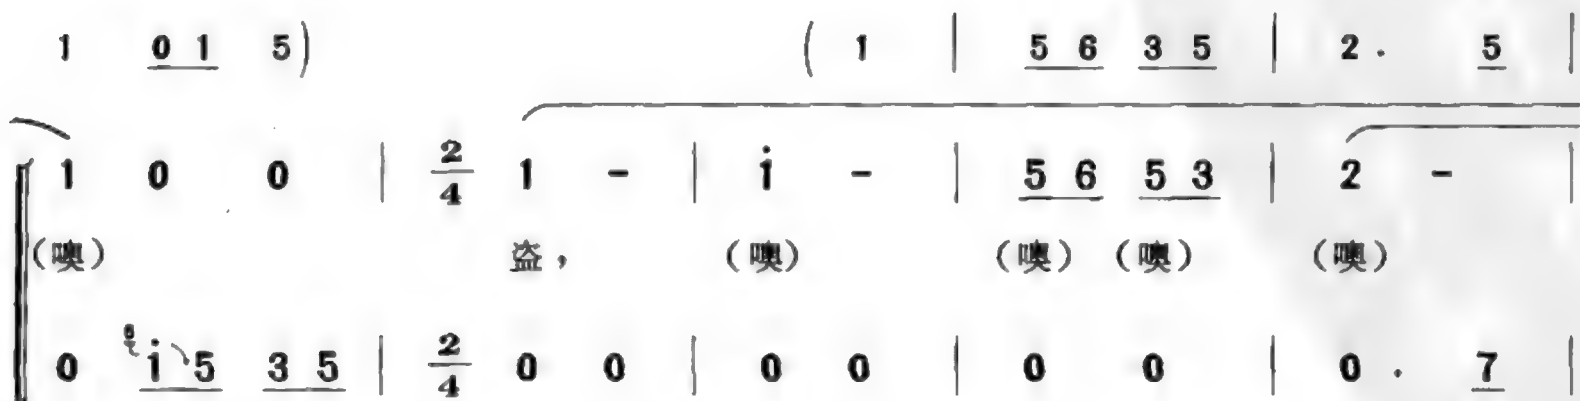 1 0 1 5) (1 | 5 6 3 5 | 2 . 5 |
1 0 0 | 2/4 1 - | i - | 5 6 5 3 | 2 - |
(噢) 盗， (噢) (噢) (噢) (噢)
0 i 5 3 5 | 2/4 0 0 | 0 0 | 0 0 | 0 . 7 |